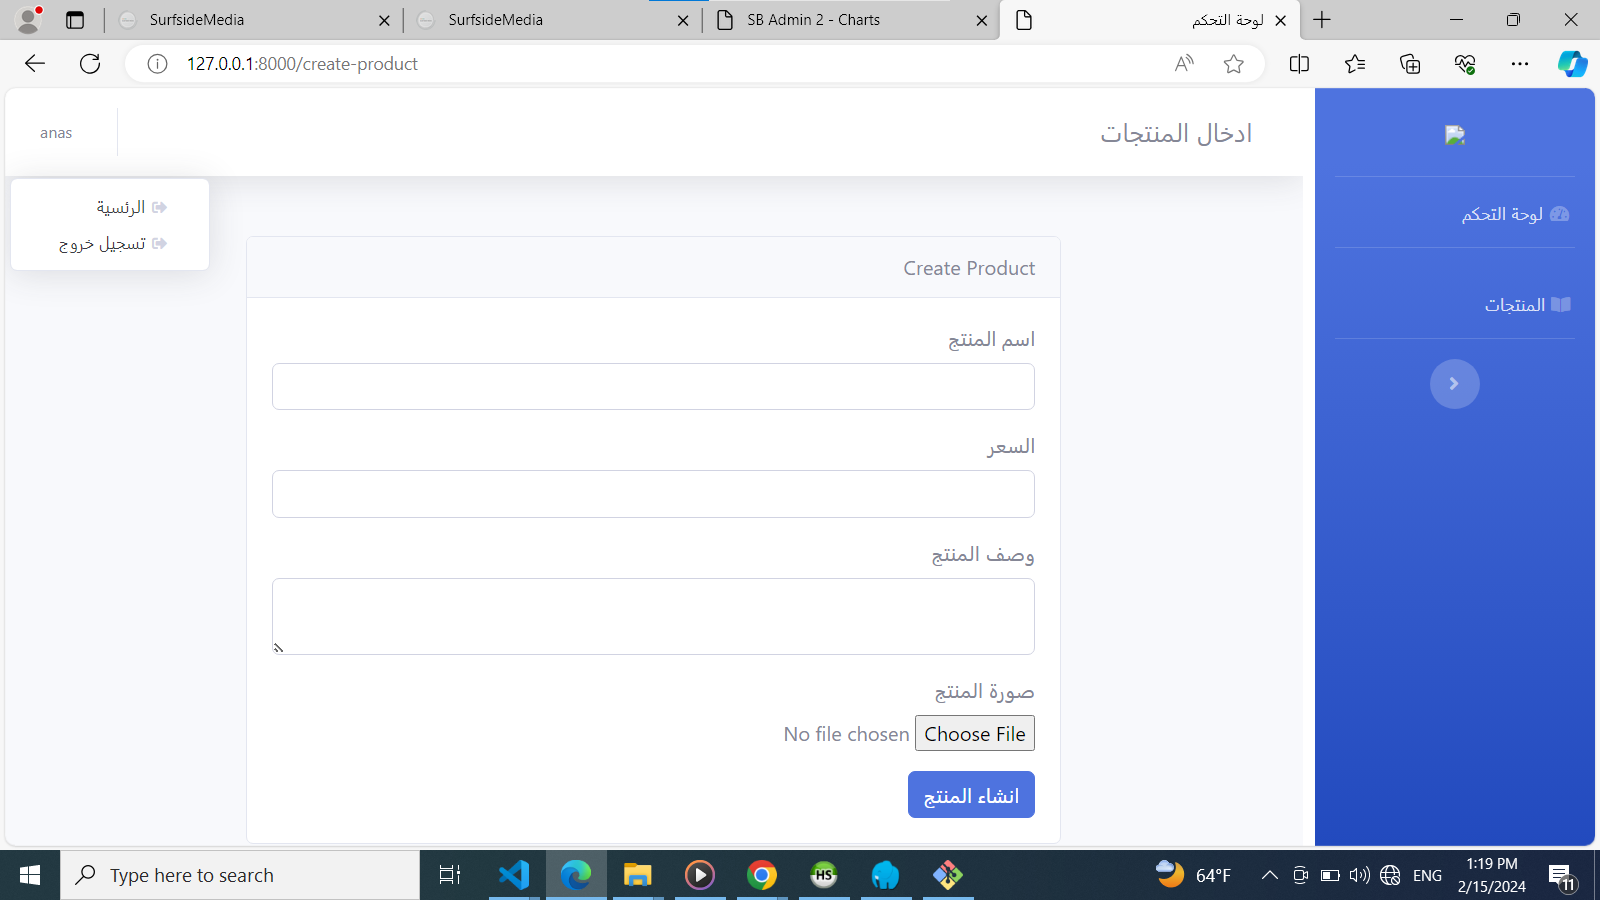 SurfsideMedia
SurfsideMedia
SB Admin 2 - Charts
لوحة التحكم
127.0.0.1:8000/create-product
anas
ادخال المنتجات
الرئسية
تسجيل خروج
لوحة التحكم
المنتجات
Create Product
اسم المنتج
السعر
وصف المنتج
صورة المنتج
Choose File No file chosen
انشاء المنتج
Type here to search
HS
64°F
ENG
1:19 PM
2/15/2024
11